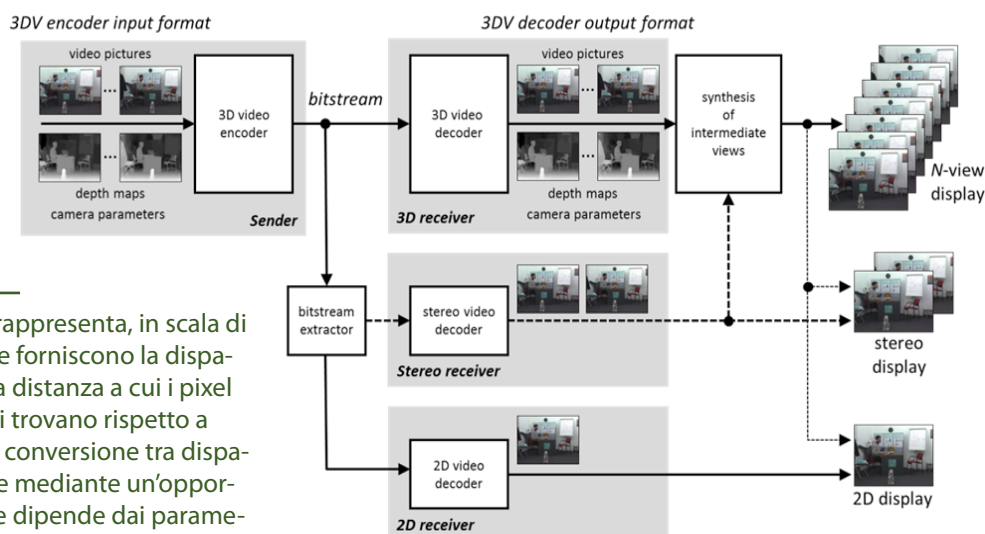 3DV encoder input format
3DV decoder output format
video pictures
...
3D video
encoder
...
depth maps
camera parameters
Sender
bitstream
3D video
decoder
video pictures
...
...
depth maps
camera parameters
3D receiver
synthesis
of
intermediate
views
N-view
display
bitstream
extractor
stereo video
decoder
Stereo receiver
stereo
display
2D video
decoder
2D receiver
2D display
rappresenta, in scala di
e forniscono la dispa-
a distanza a cui i pixel
i trovano rispetto a
conversione tra dispa-
e mediante un'oppor-
e dipende dai parame-